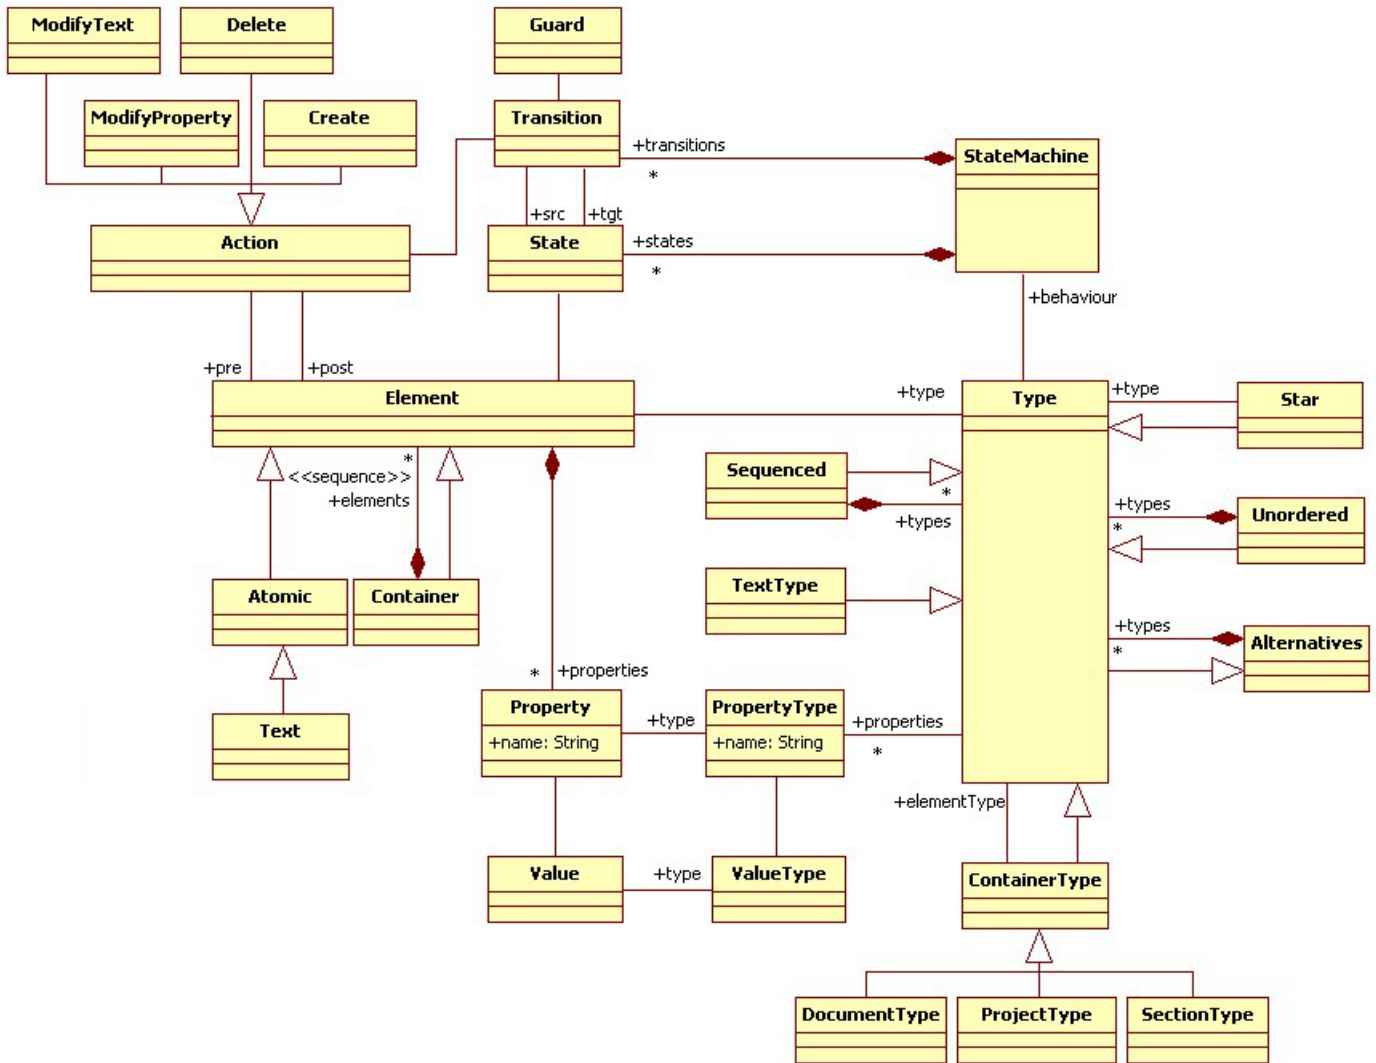 ModifyText
Delete
Guard
ModifyProperty
Create
Transition
+transitions
*
StateMachine
+src
+tgt
Action
State
+states
*
+behaviour
+pre
+post
Element
+type
Type
+type
Star
*
<<sequence>>
+elements
Sequenced
*
+types
+types
*
Unordered
Atomic
Container
TextType
+types
*
Alternatives
*
+properties
Text
Property
+name: String
+type
PropertyType
+name: String
+properties
*
+elementType
Value
+type
ValueType
ContainerType
DocumentType
ProjectType
SectionType